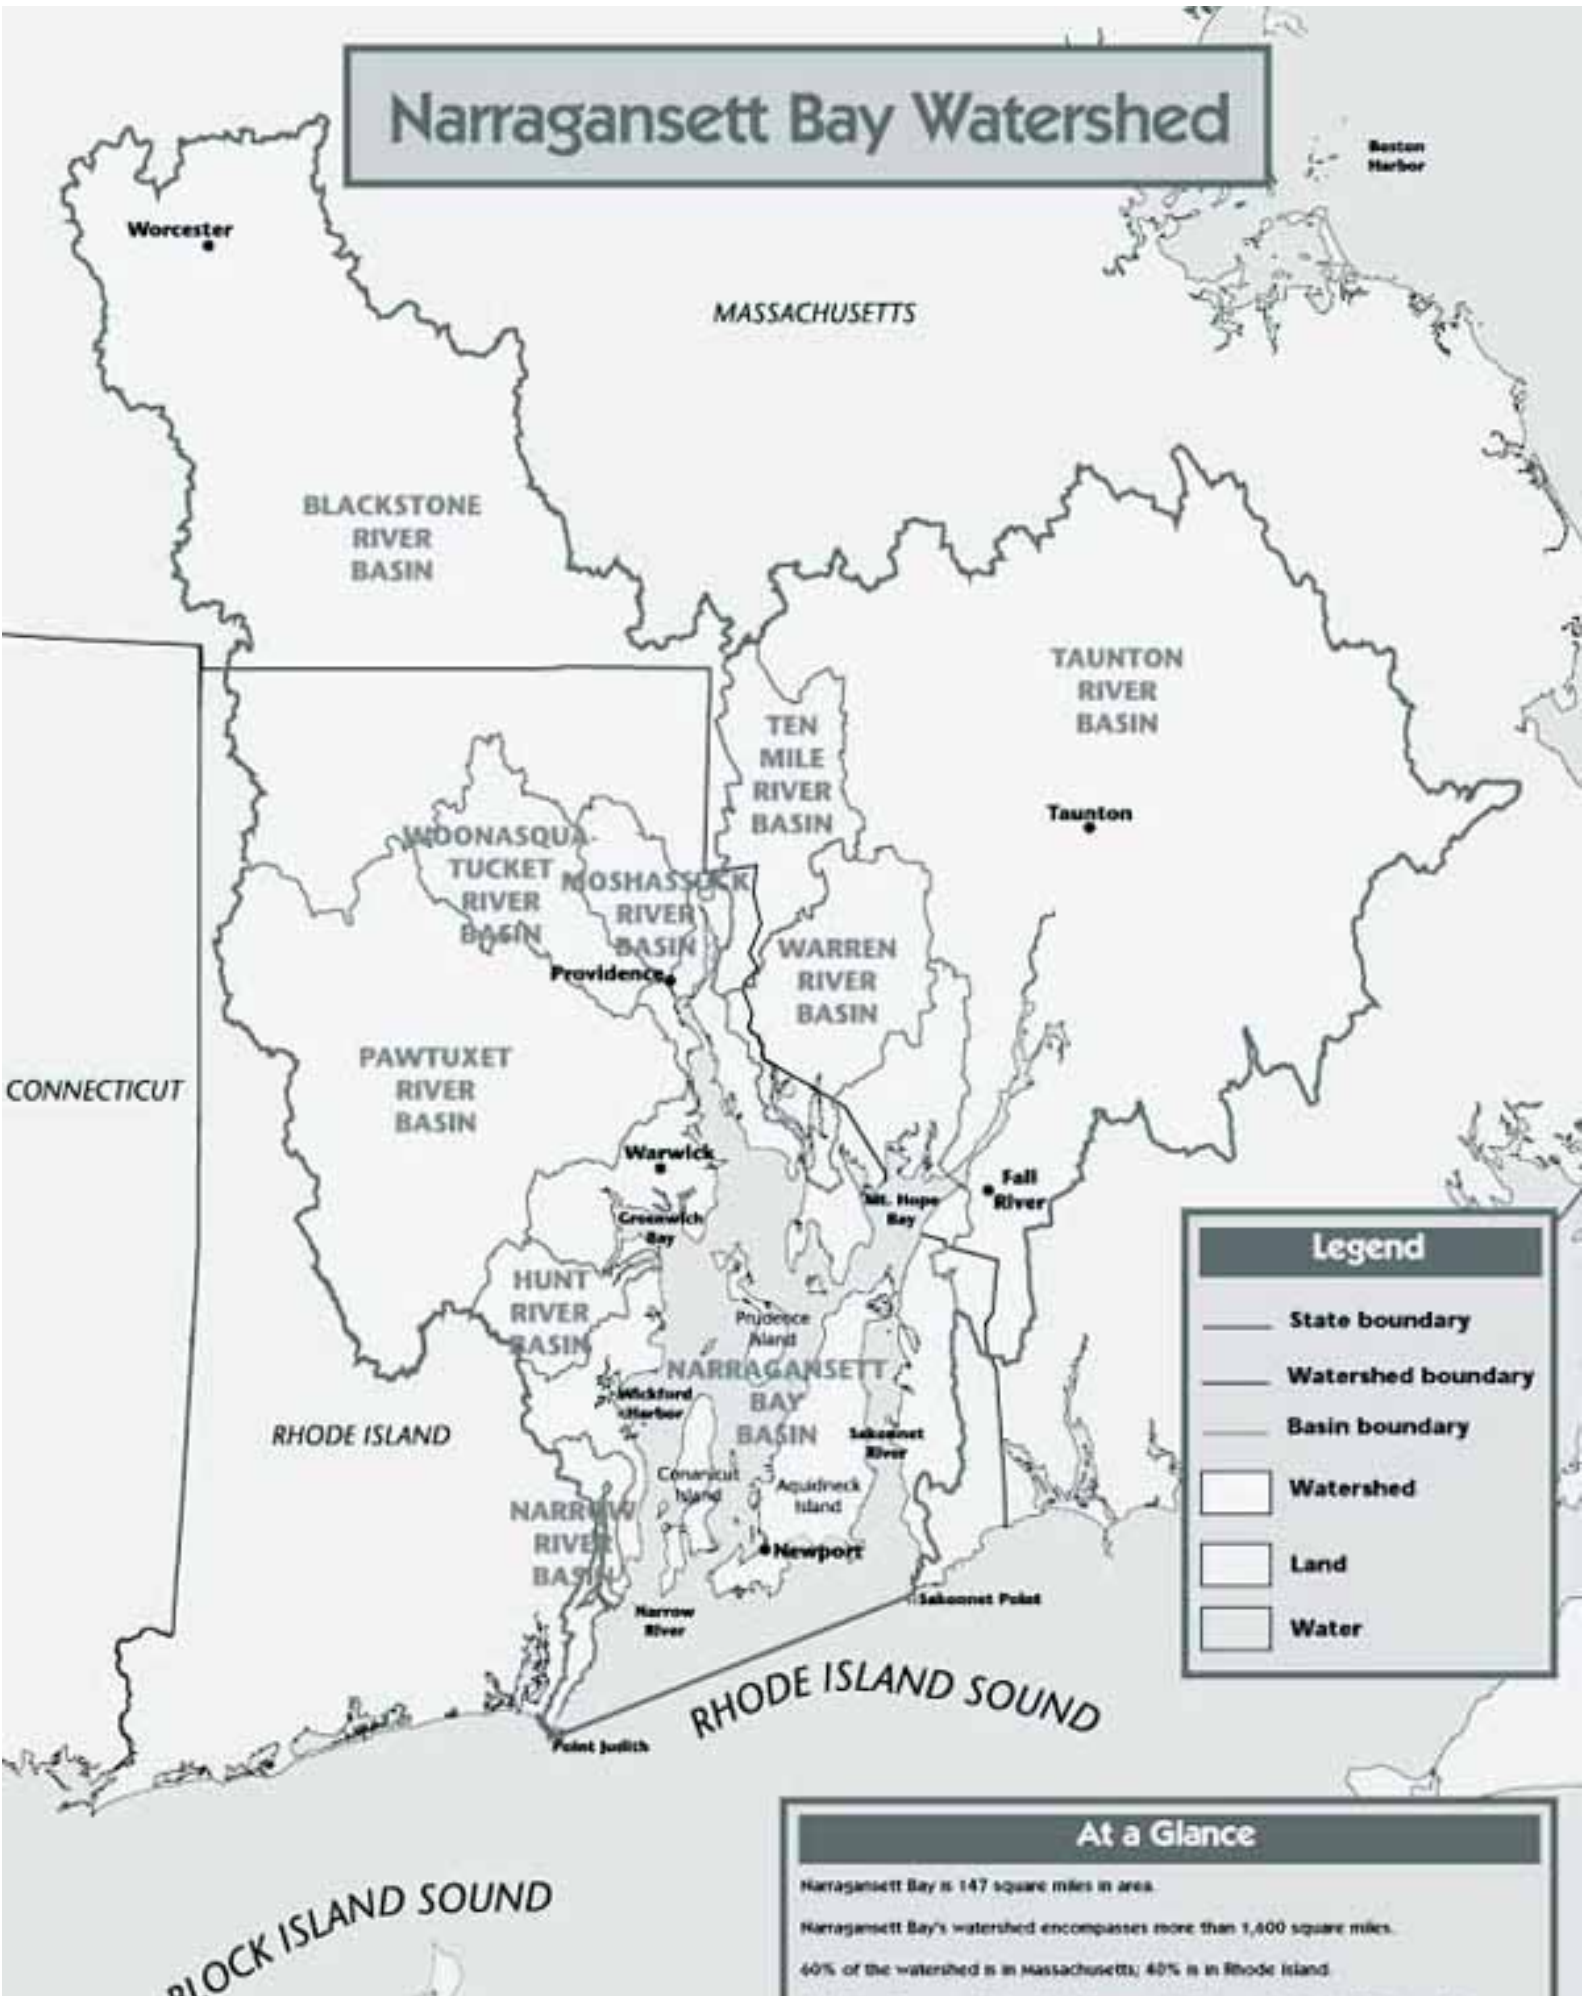 Narragansett Bay Watershed
Boston
Harbor
Worcester
MASSACHUSETTS
BLACKSTONE
RIVER
BASIN
TAUNTON
RIVER
BASIN
TEN
MILE
RIVER
BASIN
Taunton
WOONASQUA-
TUCKET
RIVER
BASIN
MOSHASSUCK
RIVER
BASIN
WARREN
RIVER
BASIN
Providence
PAWTUXET
RIVER
BASIN
CONNECTICUT
Warwick
Greenwich
Bay
Mt. Hope
Bay
Fall
River
HUNT
RIVER
BASIN
Prudence
Island
NARRAGANSETT
BAY
BASIN
Wickford
Harbor
Sakonnet
River
RHODE ISLAND
Conanicut
Island
Aquidneck
Island
NARROW
RIVER
BASIN
Newport
Narrow
River
Sakonnet Point
RHODE ISLAND SOUND
Point Judith
BLOCK ISLAND SOUND
Legend
State boundary
Watershed boundary
Basin boundary
Watershed
Land
Water
At a Glance
Narragansett Bay is 147 square miles in area.
Narragansett Bay's watershed encompasses more than 1,600 square miles.
60% of the watershed is in Massachusetts; 40% is in Rhode Island.